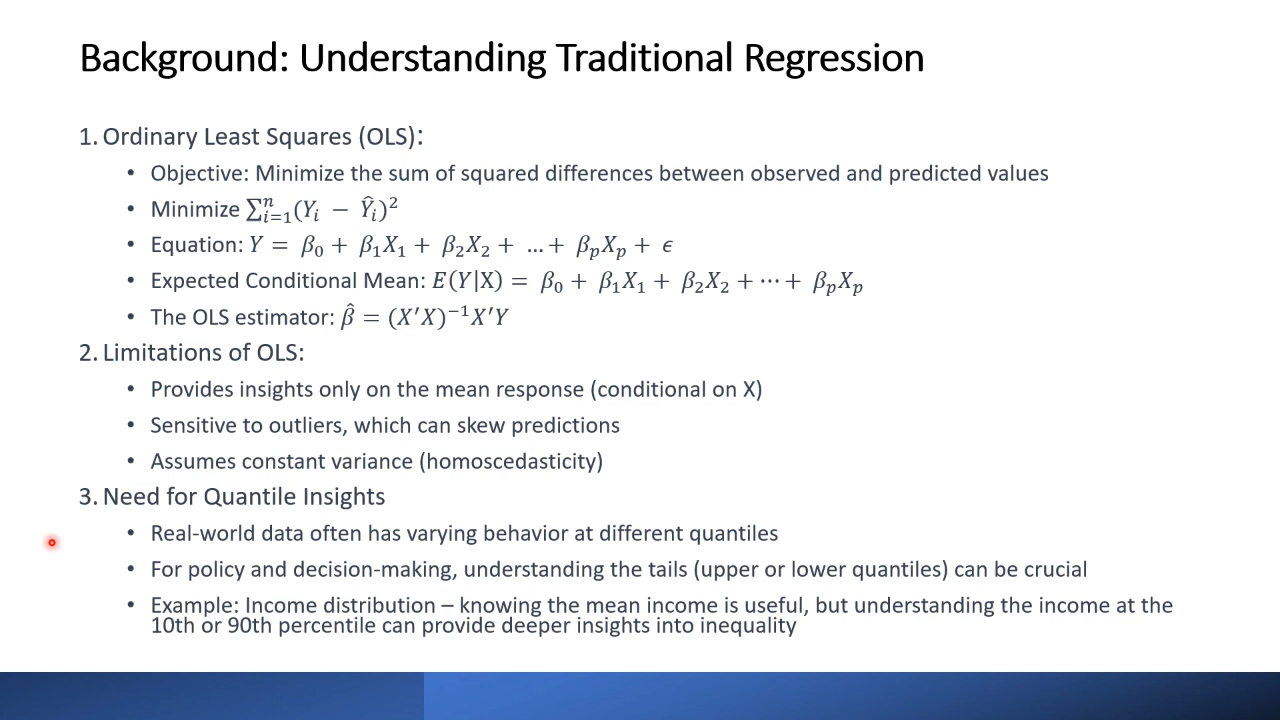 Background: Understanding Traditional Regression
1. Ordinary Least Squares (OLS):
• Objective: Minimize the sum of squared differences between observed and predicted values
• Minimize ∑ⁿᵢ₌₁(Yᵢ − Ŷᵢ)²
• Equation: Y = β₀ + β₁X₁ + β₂X₂ + …+ βₚXₚ + ϵ
• Expected Conditional Mean: E(Y|X) = β₀ + β₁X₁ + β₂X₂ + ⋯ + βₚXₚ
• The OLS estimator: β̂ = (X′X)⁻¹X′Y
2. Limitations of OLS:
• Provides insights only on the mean response (conditional on X)
• Sensitive to outliers, which can skew predictions
• Assumes constant variance (homoscedasticity)
3. Need for Quantile Insights
• Real-world data often has varying behavior at different quantiles
• For policy and decision-making, understanding the tails (upper or lower quantiles) can be crucial
• Example: Income distribution – knowing the mean income is useful, but understanding the income at the
10th or 90th percentile can provide deeper insights into inequality